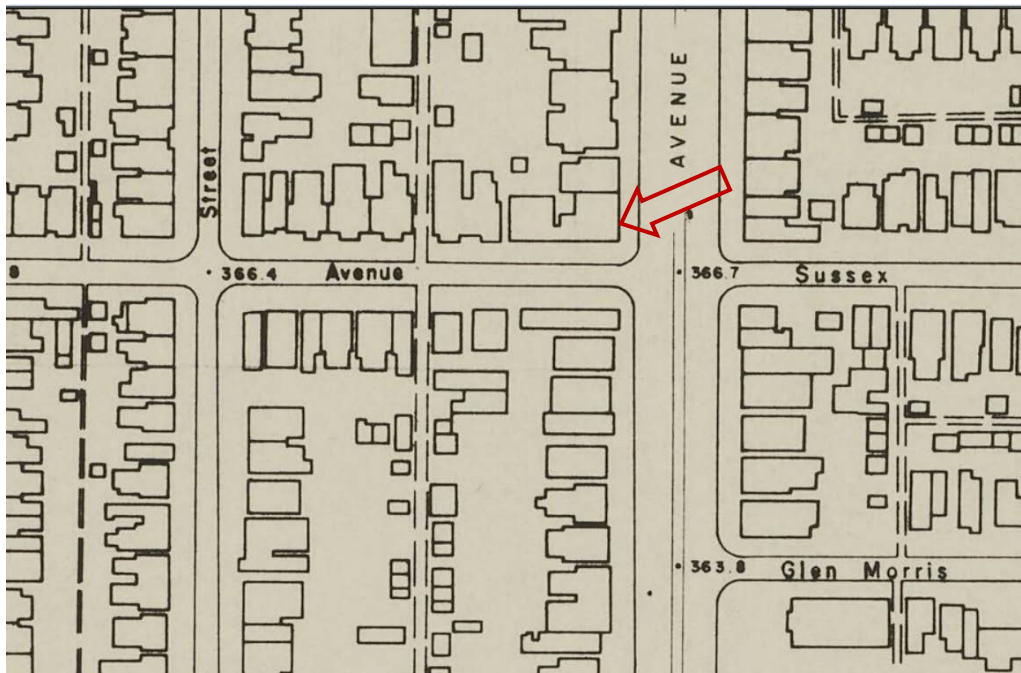 AVENUE
Street
8
366.4
Avenue
366.7
Sussex
363.8
Glen Morris